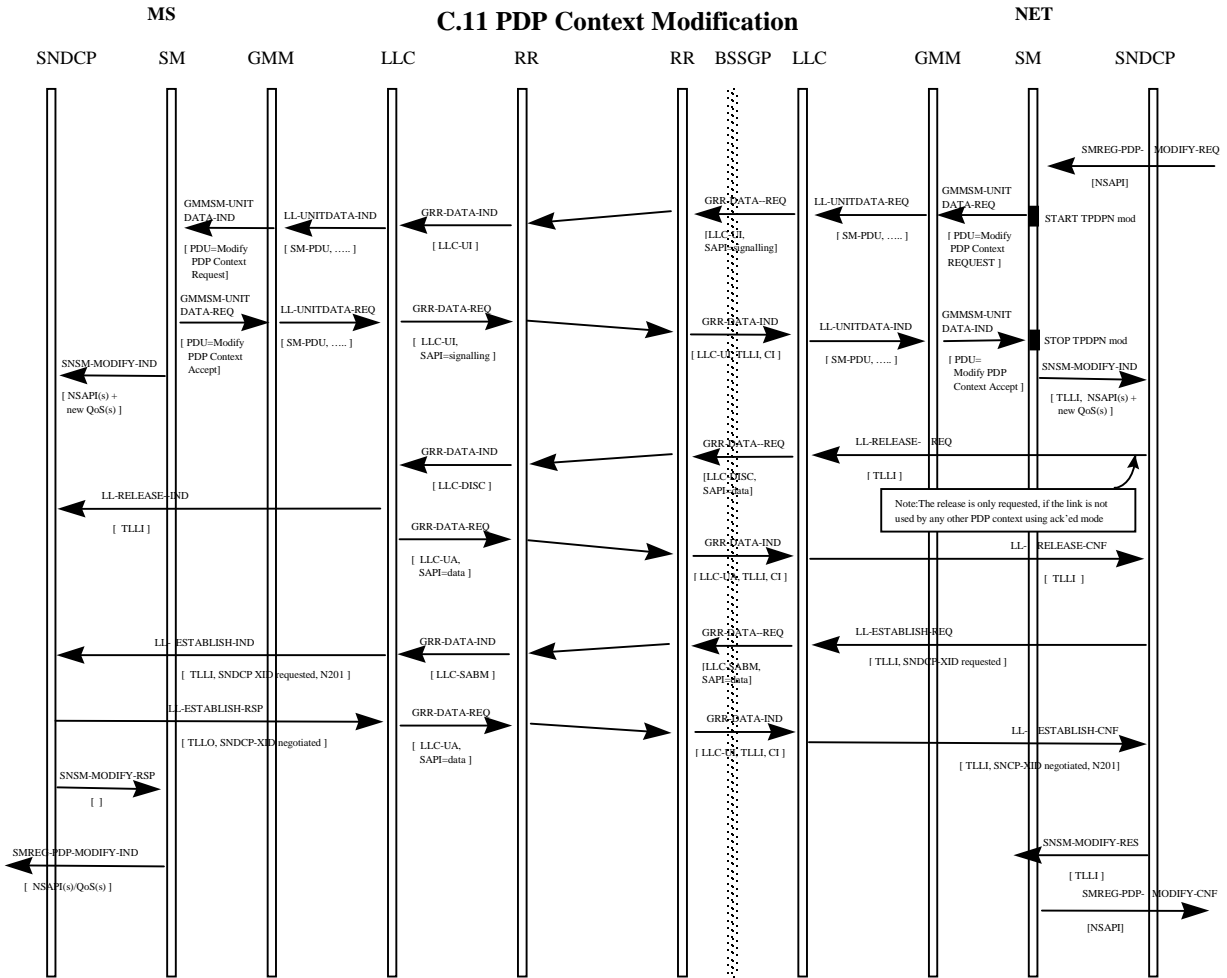 MS
C.11 PDP Context Modification
NET
SNDCP SM GMM LLC RR RR BSSGP LLC GMM SM SNDCP
SMREG-PDP- MODIFY-REQ
[NSAPI]
GMMSM-UNIT
DATA-IND
LL-UNITDATA-IND
GRR-DATA-IND
GRR-DATA--REQ
LL-UNITDATA-REQ
GMMSM-UNIT
DATA-REQ
START TPDPN mod
[ PDU=Modify
PDP Context
Request]
[ SM-PDU, ….. ]
[ LLC-UI ]
[LLC-UI,
SAPI=signalling]
[ SM-PDU, ….. ]
[ PDU=Modify
PDP Context
REQUEST ]
GMMSM-UNIT
DATA-REQ
LL-UNITDATA-REQ
GRR-DATA-REQ
GRR-DATA-IND
LL-UNITDATA-IND
GMMSM-UNIT
DATA-IND
STOP TPDPN mod
[ PDU=Modify
PDP Context
Accept]
[ SM-PDU, ….. ]
[ LLC-UI,
SAPI=signalling ]
[ LLC-UI, TLLI, CI ]
[ SM-PDU, ….. ]
[ PDU=
Modify PDP
Context Accept ]
SNSM-MODIFY-IND
[ NSAPI(s) +
new QoS(s) ]
SNSM-MODIFY-IND
[ TLLI, NSAPI(s) +
new QoS(s) ]
GRR-DATA-IND
GRR-DATA--REQ
LL-RELEASE- REQ
[ LLC-DISC ]
[LLC-DISC,
SAPI=data]
[ TLLI ]
LL-RELEASE--IND
[ TLLI ]
Note:The release is only requested, if the link is not
used by any other PDP context using ack'ed mode
GRR-DATA-REQ
GRR-DATA-IND
LL- RELEASE-CNF
[ LLC-UA,
SAPI=data ]
[ LLC-UA, TLLI, CI ]
[ TLLI ]
LL- ESTABLISH-IND
GRR-DATA-IND
GRR-DATA--REQ
LL-ESTABLISH-REQ
[ TLLI, SNDCP XID requested, N201 ]
[ LLC-SABM ]
[LLC-SABM,
SAPI=data]
[ TLLI, SNDCP-XID requested ]
LL-ESTABLISH-RSP
GRR-DATA-REQ
GRR-DATA-IND
LL- ESTABLISH-CNF
[ TLLO, SNDCP-XID negotiated ]
[ LLC-UA,
SAPI=data ]
[ LLC-UI, TLLI, CI ]
[ TLLI, SNCP-XID negotiated, N201]
SNSM-MODIFY-RSP
[ ]
SMREG-PDP-MODIFY-IND
[ NSAPI(s)/QoS(s) ]
SNSM-MODIFY-RES
[ TLLI ]
SMREG-PDP- MODIFY-CNF
[NSAPI]